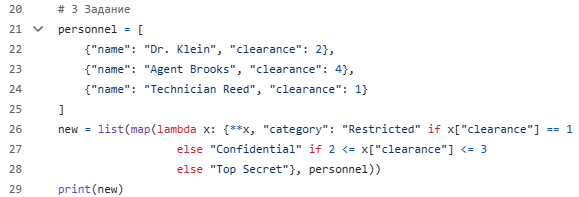 20 # 3 Задание
21 personnel = [
22     {"name": "Dr. Klein", "clearance": 2},
23     {"name": "Agent Brooks", "clearance": 4},
24     {"name": "Technician Reed", "clearance": 1}
25 ]
26 new = list(map(lambda x: {**x, "category": "Restricted" if x["clearance"] == 1
27                   else "Confidential" if 2 <= x["clearance"] <= 3
28                   else "Top Secret"}, personnel))
29 print(new)